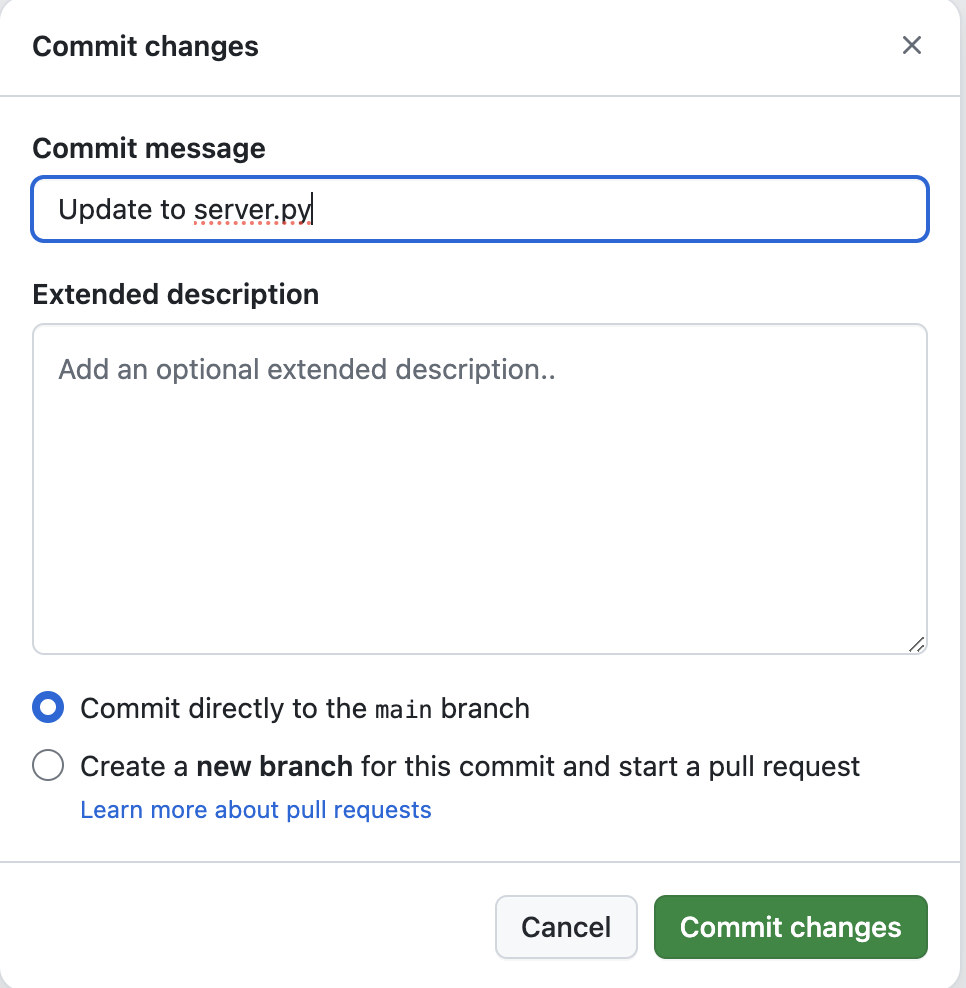 Commit changes
Commit message
Update to server.py
Extended description
Add an optional extended description..
Commit directly to the main branch
Create a new branch for this commit and start a pull request
Learn more about pull requests
Cancel
Commit changes